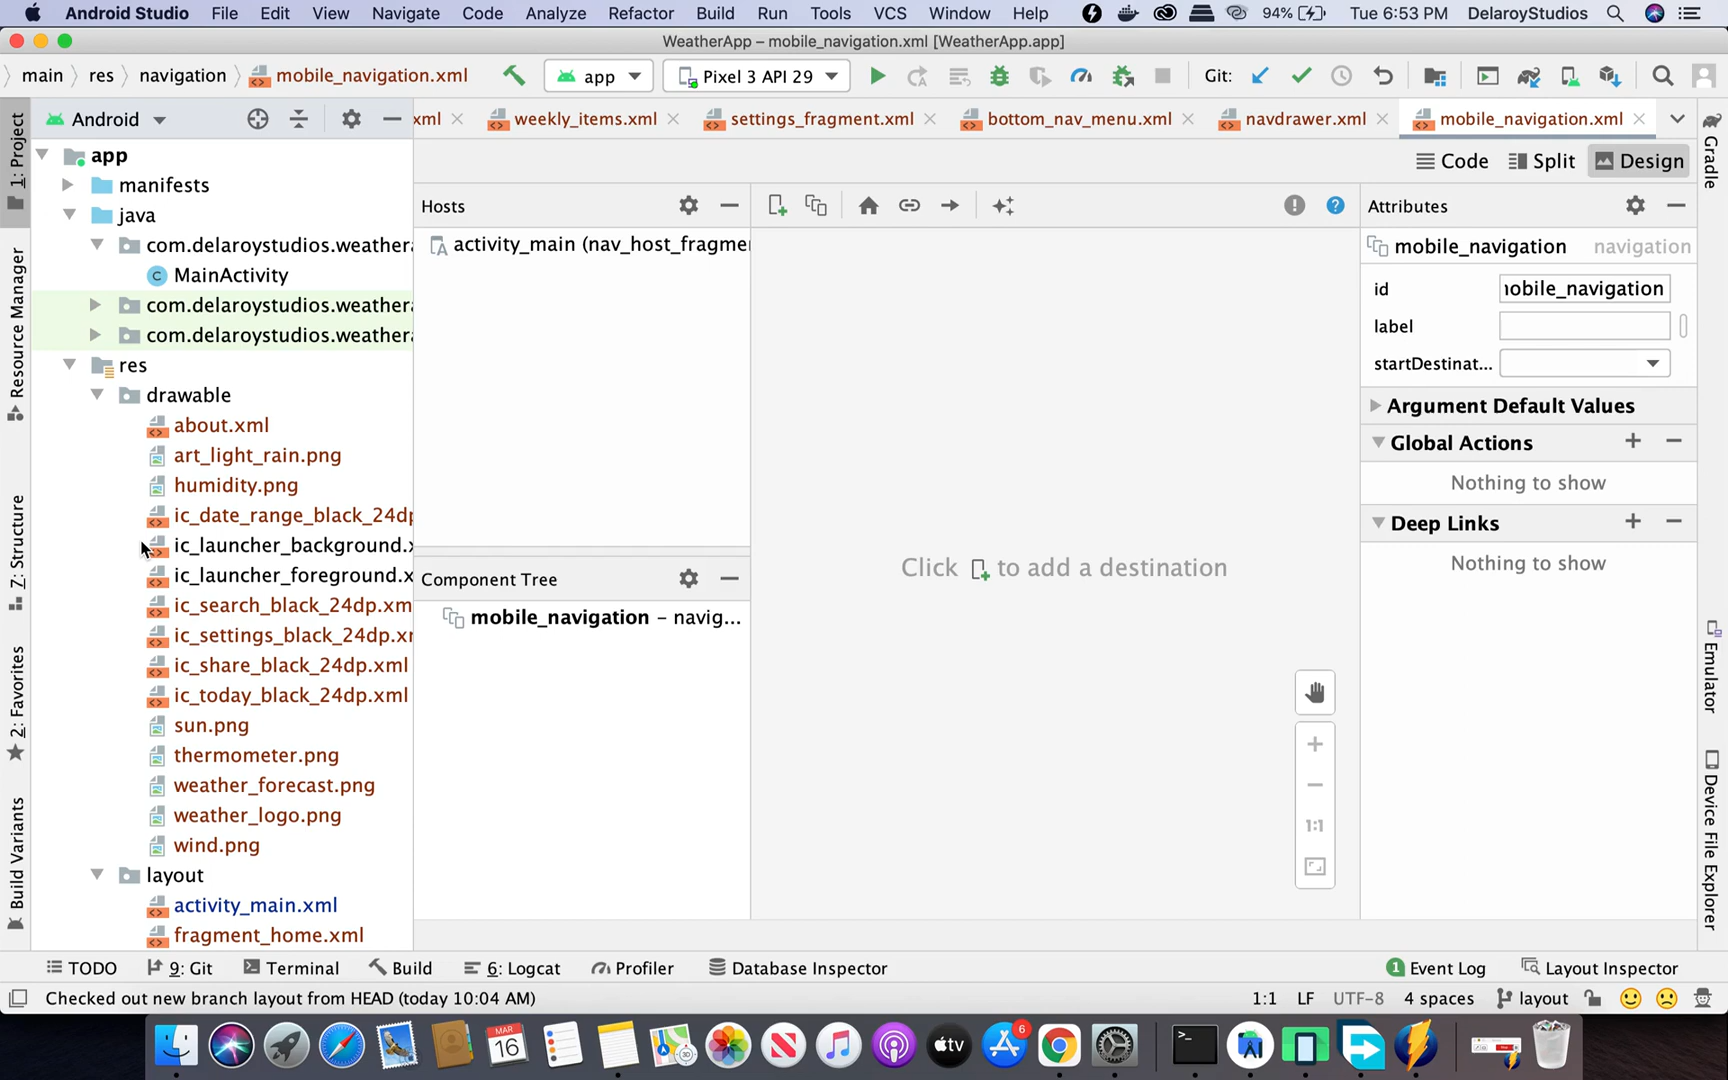 Android Studio File Edit View Navigate Code Analyze Refactor Build Run Tools VCS Window Help 94% Tue 6:53 PM DelaroyStudios
WeatherApp – mobile_navigation.xml [WeatherApp.app]
main res navigation mobile_navigation.xml app Pixel 3 API 29 Git:
Android xml weekly_items.xml settings_fragment.xml bottom_nav_menu.xml navdrawer.xml mobile_navigation.xml
Code Split Design
1: Project
Resource Manager
Z: Structure
2: Favorites
Build Variants
app
manifests
java
com.delaroystudios.weathera
MainActivity
com.delaroystudios.weathera
com.delaroystudios.weathera
res
drawable
about.xml
art_light_rain.png
humidity.png
ic_date_range_black_24dp
ic_launcher_background.x
ic_launcher_foreground.x
ic_search_black_24dp.xm
ic_settings_black_24dp.xm
ic_share_black_24dp.xml
ic_today_black_24dp.xml
sun.png
thermometer.png
weather_forecast.png
weather_logo.png
wind.png
layout
activity_main.xml
fragment_home.xml
Hosts
activity_main (nav_host_fragmen
Component Tree
mobile_navigation – navig...
Click to add a destination
1:1
Attributes
mobile_navigation navigation
id mobile_navigation
label
startDestinat...
Argument Default Values
Global Actions
Nothing to show
Deep Links
Nothing to show
Gradle
Emulator
Device File Explorer
TODO 9: Git Terminal Build 6: Logcat Profiler Database Inspector 1 Event Log Layout Inspector
Checked out new branch layout from HEAD (today 10:04 AM) 1:1 LF UTF-8 4 spaces layout
MAR
16
tv
6